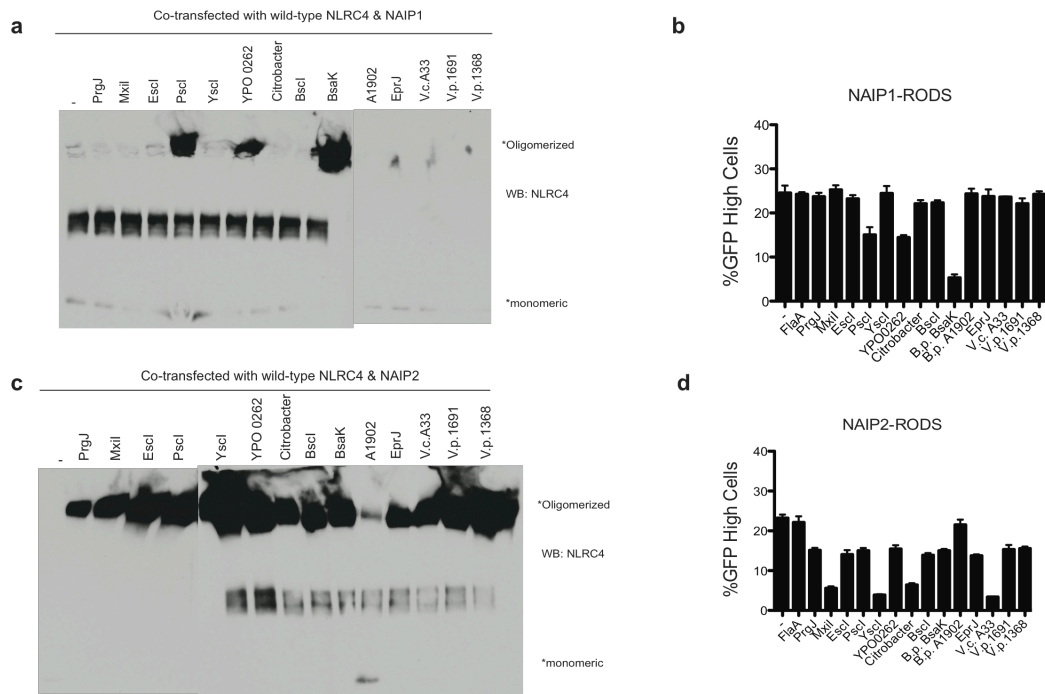 a
Co-transfected with wild-type NLRC4 & NAIP1
-
PrgJ
MxiI
EscI
PscI
YscI
YPO 0262
Citrobacter
BscI
BsaK
A1902
EprJ
V.c.A33
V.p.1691
V.p.1368
*Oligomerized
WB: NLRC4
*monomeric
b
NAIP1-RODS
%GFP High Cells
40
30
20
10
0
-
FlaA
PrgJ
MxiI
EscI
PscI
YscI
YPO0262
Citrobacter
BscI
B.p. BsaK
B.p. A1902
EprJ
V.c. A33
V.p.1691
V.p.1368
c
Co-transfected with wild-type NLRC4 & NAIP2
-
PrgJ
MxiI
EscI
PscI
YscI
YPO 0262
Citrobacter
BscI
BsaK
A1902
EprJ
V.c.A33
V.p.1691
V.p.1368
*Oligomerized
WB: NLRC4
*monomeric
d
NAIP2-RODS
%GFP High Cells
40
30
20
10
0
-
FlaA
PrgJ
MxiI
EscI
PscI
YscI
YPO0262
Citrobacter
BscI
B.p. BsaK
B.p. A1902
EprJ
V.c. A33
V.p.1691
V.p.1368